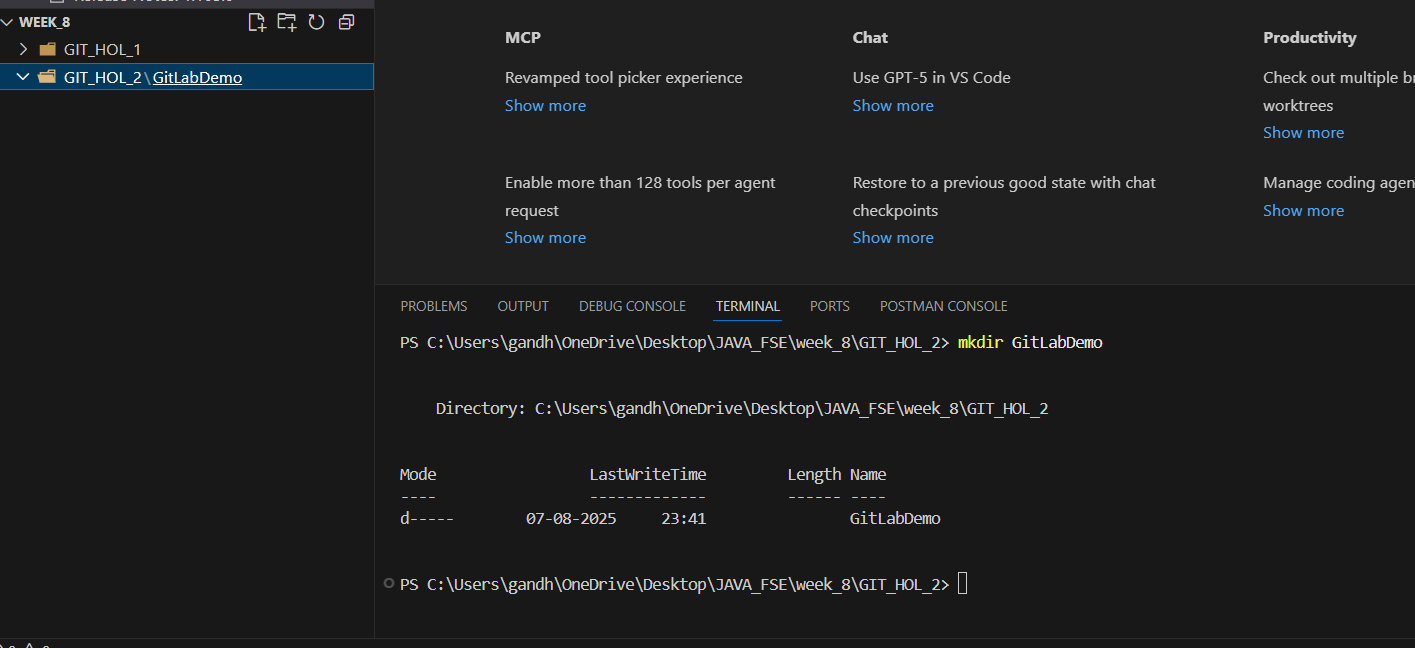 WEEK_8
GIT_HOL_1
GIT_HOL_2\GitLabDemo
MCP
Revamped tool picker experience
Show more
Enable more than 128 tools per agent
request
Show more
Chat
Use GPT-5 in VS Code
Show more
Restore to a previous good state with chat
checkpoints
Show more
Productivity
Check out multiple
worktrees
Show more
Manage coding
Show more
PROBLEMS OUTPUT DEBUG CONSOLE TERMINAL PORTS POSTMAN CONSOLE
PS C:\Users\gandh\OneDrive\Desktop\JAVA_FSE\week_8\GIT_HOL_2> mkdir GitLabDemo
Directory: C:\Users\gandh\OneDrive\Desktop\JAVA_FSE\week_8\GIT_HOL_2
Mode LastWriteTime Length Name
---- ------------- ------ ----
d----- 07-08-2025 23:41 GitLabDemo
PS C:\Users\gandh\OneDrive\Desktop\JAVA_FSE\week_8\GIT_HOL_2>